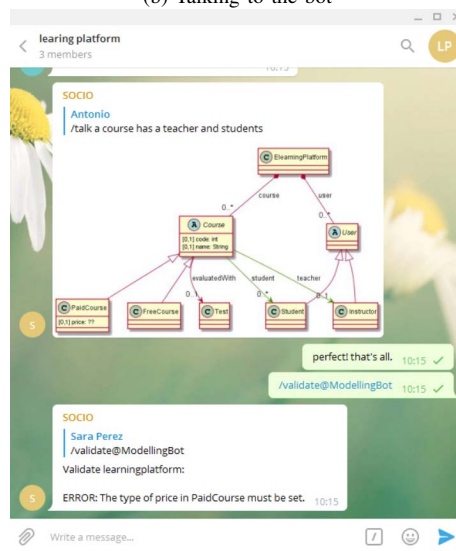 (b) Talking to the bot
learing platform
3 members
LP
10:15
SOCIO
Antonio
/talk a course has a teacher and students
C ElearningPlatform
course
user
0..*
0..*
A Course
[0,1] code: int
[0,1] name: String
A User
evaluatedWith
student
teacher
0..1
0..*
0..1
C PaidCourse
[0,1] price: ??
C FreeCourse
C Test
C Student
C Instructor
S
perfect! that's all.
10:15
/validate@ModellingBot
10:15
SOCIO
Sara Perez
/validate@ModellingBot
Validate learningplatform:
ERROR: The type of price in PaidCourse must be set.
10:15
S
Write a message...
/